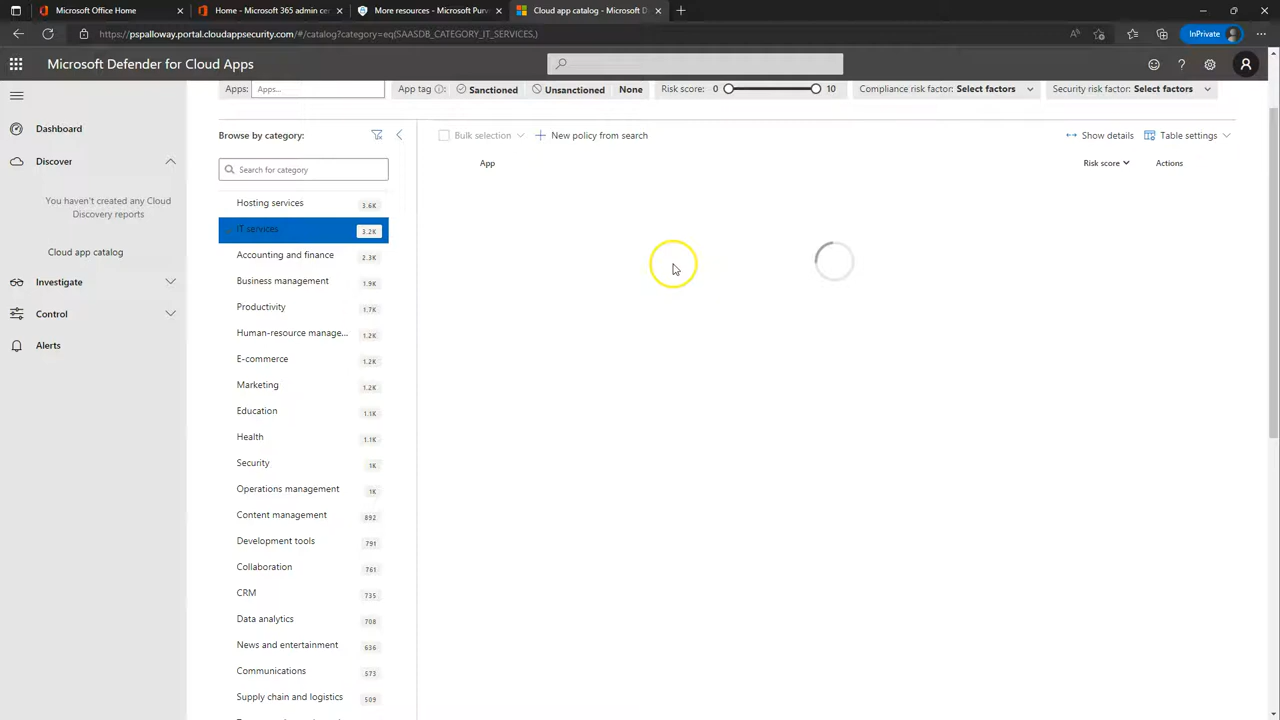 Microsoft Office Home
Home - Microsoft 365 admin cen
More resources - Microsoft Purv
Cloud app catalog - Microsoft D
https://pspalloway.portal.cloudappsecurity.com/#/catalog?category=eq(SAASDB_CATEGORY_IT_SERVICES,)
InPrivate
Microsoft Defender for Cloud Apps
Apps:
Apps...
App tag
Sanctioned
Unsanctioned
None
Risk score:
0
10
Compliance risk factor: Select factors
Security risk factor: Select factors
Dashboard
Discover
You haven't created any Cloud
Discovery reports
Cloud app catalog
Investigate
Control
Alerts
Browse by category:
Search for category
Hosting services 3.6K
IT services 3.2K
Accounting and finance 2.3K
Business management 1.9K
Productivity 1.7K
Human-resource manage... 1.2K
E-commerce 1.2K
Marketing 1.2K
Education 1.1K
Health 1.1K
Security 1K
Operations management 1K
Content management 892
Development tools 791
Collaboration 761
CRM 735
Data analytics 708
News and entertainment 636
Communications 573
Supply chain and logistics 509
Bulk selection
New policy from search
Show details
Table settings
App
Risk score
Actions